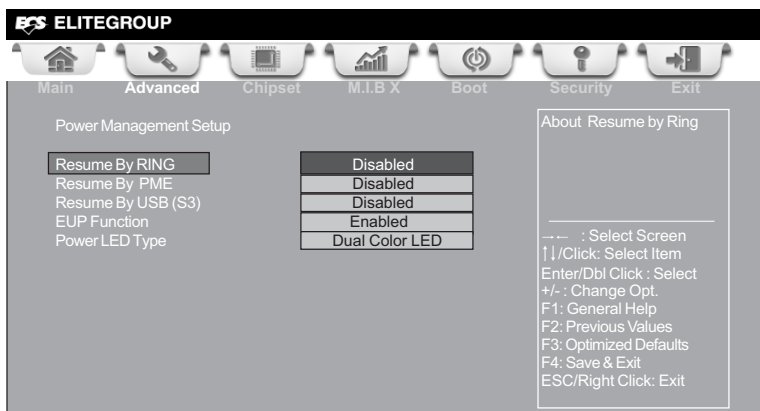 ECS ELITEGROUP
Main Advanced Chipset M.I.B X Boot Security Exit
Power Management Setup
Resume By RING Disabled
Resume By PME Disabled
Resume By USB (S3) Disabled
EUP Function Enabled
Power LED Type Dual Color LED
About Resume by Ring
→← : Select Screen
↑↓/Click: Select Item
Enter/Dbl Click : Select
+/- : Change Opt.
F1: General Help
F2: Previous Values
F3: Optimized Defaults
F4: Save & Exit
ESC/Right Click: Exit